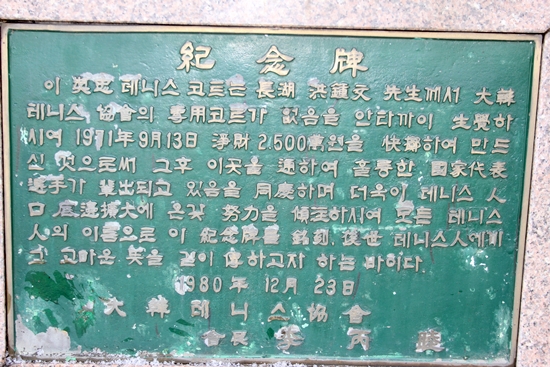 紀念牌
이 奬忠 테니스 코트는 長湖 洪鍾文 先生께서 大韓
테니스 協會의 專用코트가 없음을 안타까이 生覺하
시여 1971年9月13日 淨財 2.500萬원을 快擲하여 만드
신 것으로써 그후 이곳을 通하여 훌륭한 國家代表
選手가 輩出되고 있음을 同慶하며 더욱이 테니스 人
口 底邊擴大에 온갖 努力을 傾注하시여 모든 테니스
人의 이름으로 이 紀念牌를 銘刻, 後世 테니스人에게
그 고마운 뜻을 길이 傳하고자 하는 바이다.
1980年 12月 23日
大韓테니스協會
會長 李